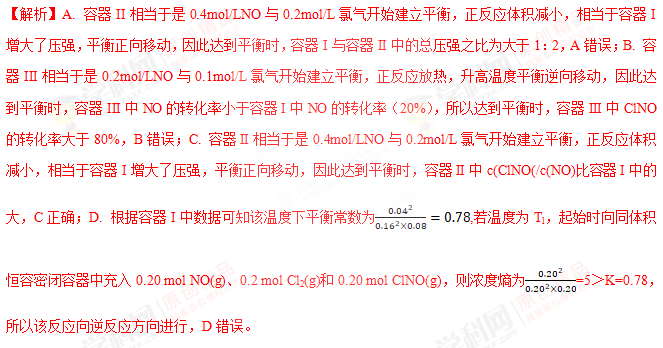 【解析】A. 容器 II 相当于是 0.4mol/LNO 与 0.2mol/L 氯气开始建立平衡，正反应体积减小，相当于容器 I
增大了压强，平衡正向移动，因此达到平衡时，容器 I 与容器 II 中的总压强之比为大于 1：2，A 错误；B. 容
器 III 相当于是 0.2mol/LNO 与 0.1mol/L 氯气开始建立平衡，正反应放热，升高温度平衡逆向移动，因此达
到平衡时，容器 III 中 NO 的转化率小于容器 I 中 NO 的转化率（20%），所以达到平衡时，容器 III 中 ClNO
的转化率大于 80%，B 错误；C. 容器 II 相当于是 0.4mol/LNO 与 0.2mol/L 氯气开始建立平衡，正反应体积
减小，相当于容器 I 增大了压强，平衡正向移动，因此达到平衡时，容器 II 中 c(ClNO(/c(NO)比容器 I 中的
大，C 正确；D. 根据容器 I 中数据可知该温度下平衡常数为 0.04²/(0.16²×0.08) = 0.78,若温度为 T₁，起始时向同体积
恒容密闭容器中充入 0.20 mol NO(g)、0.2 mol Cl₂(g)和 0.20 mol ClNO(g)，则浓度熵为 0.20²/(0.20²×0.20)=5＞K=0.78，
所以该反应向逆反应方向进行，D 错误。